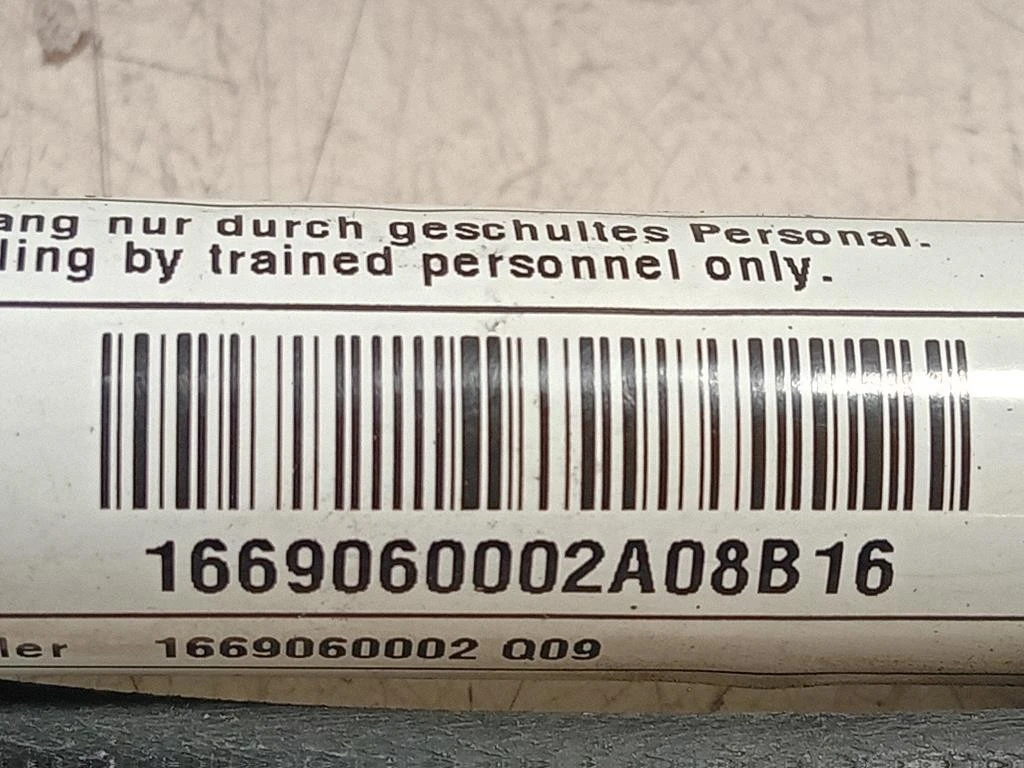 ang nur durch geschultes Personal.
ling by trained personnel only.
1669060002A08B16
ler 1669060002 Q09